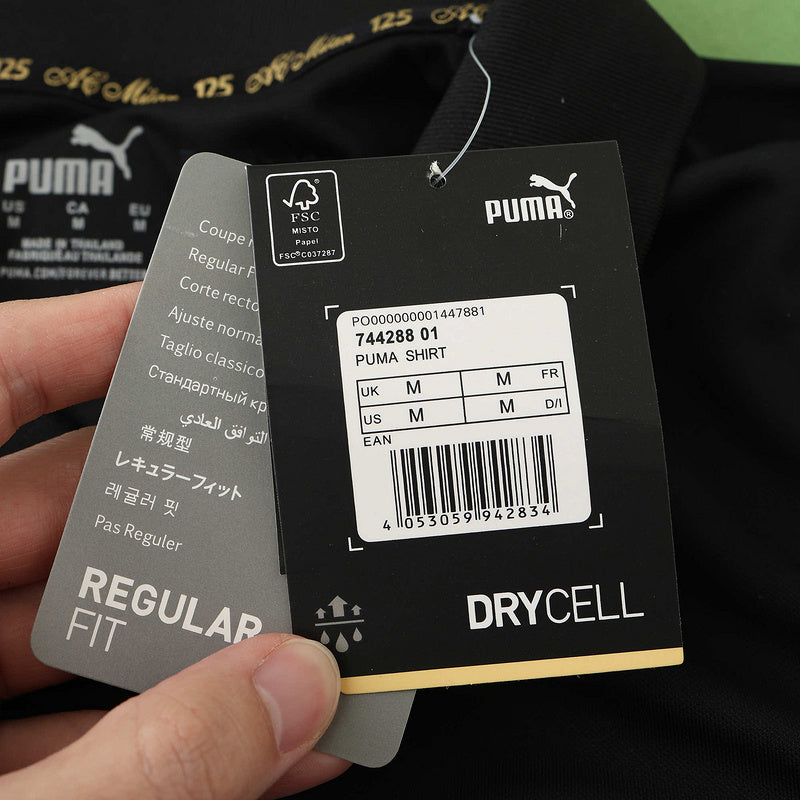 125 AC Milan 125 AC Milan 125 AC
PUMA
US CA EU
M M M
MADE IN THAILAND
FABRIQUÉ AU THAILANDE
PUMA.COM/FOREVER.BETTER
Coupe
Regular F
Corte recto
Ajuste norma
Taglio classico
Стандартный кр
التوافق العادي
常规型
レギュラーフィット
레귤러 핏
Pas Reguler
REGULAR
FIT
FSC
MISTO
Papel
FSC® C037287
PUMA®
PO000000001447881
744288 01
PUMA SHIRT
UK M M FR
US M M D/I
EAN
4 053059 942834
DRYCELL